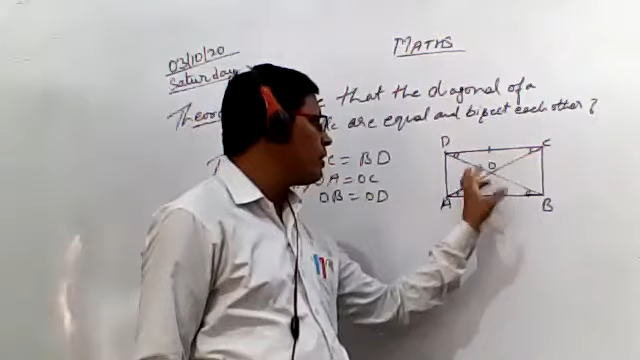 MATHS
03/10/20
Saturday
that the diagonal of a
are equal and bisect each other ?
= BD
OA = OC
OB = OD
D C
O
A B